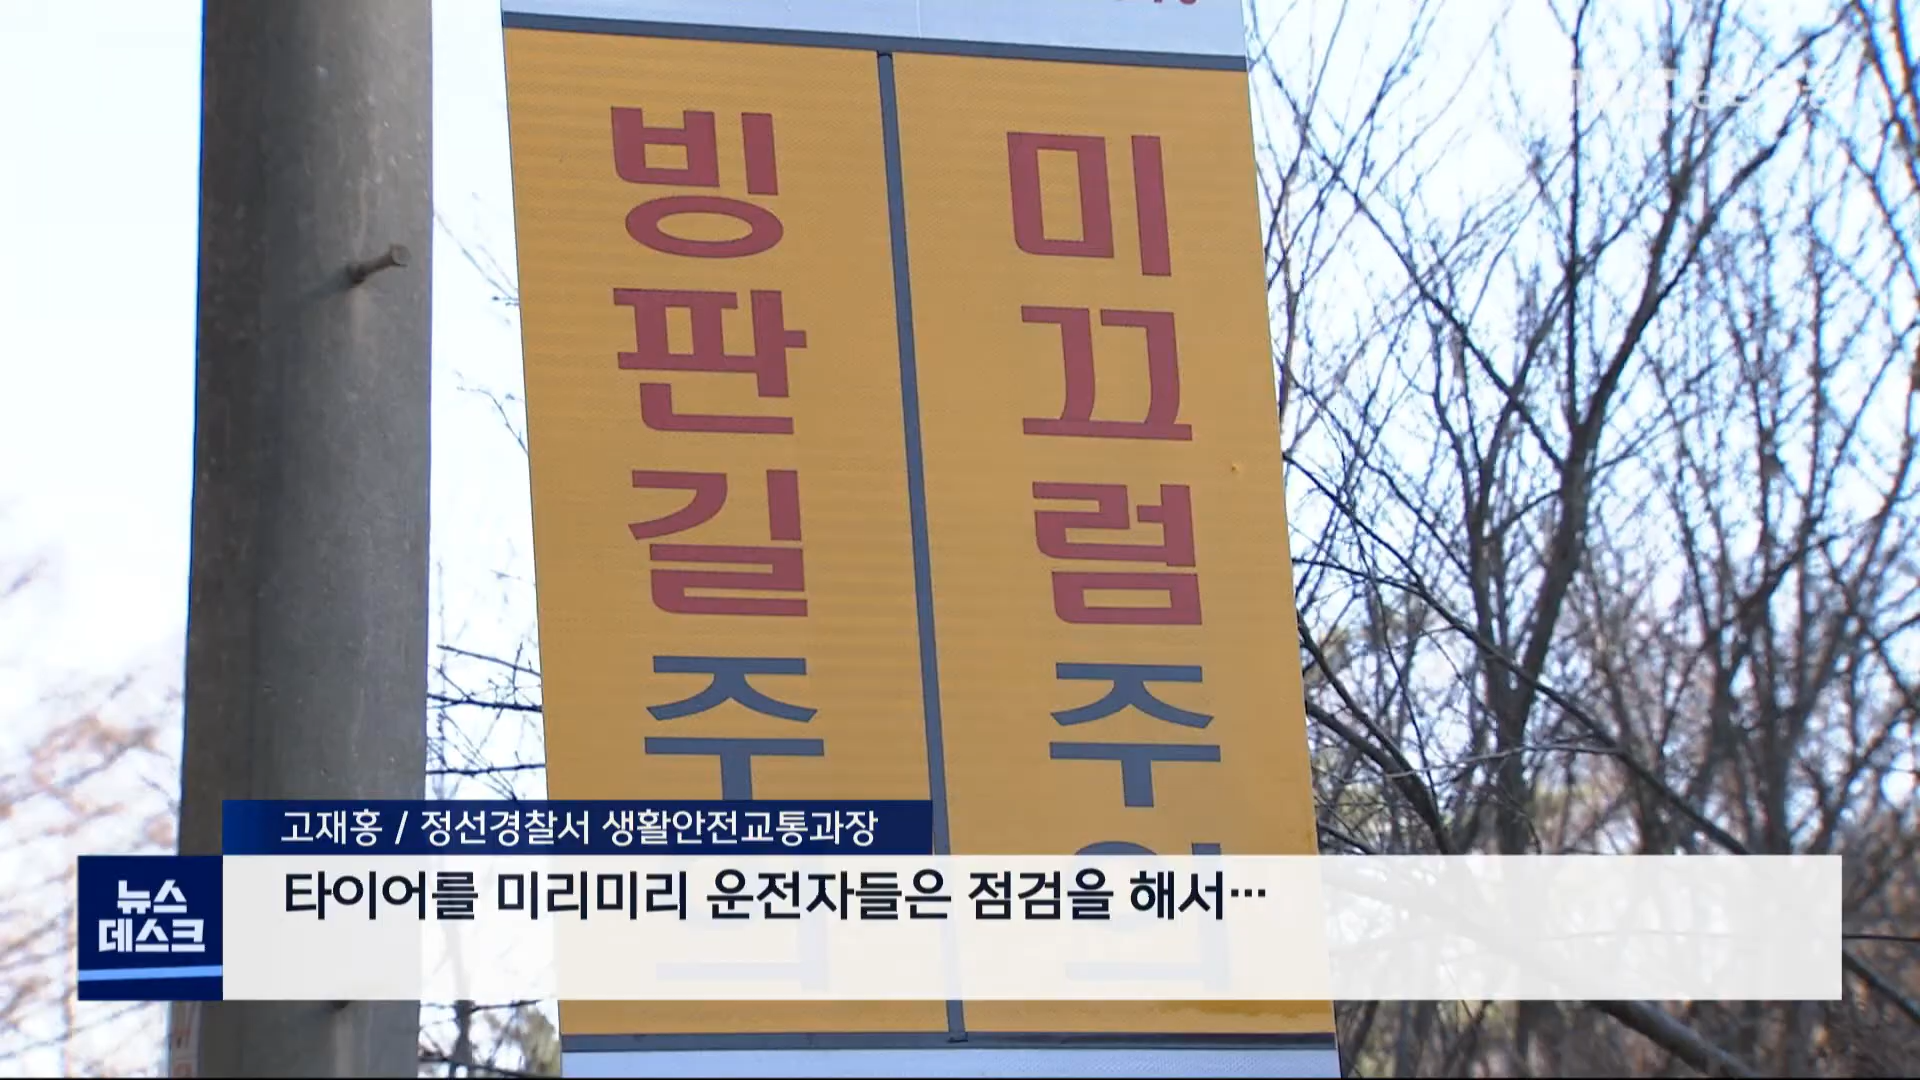 빙판길주의
미끄럼주의
고재홍 / 정선경찰서 생활안전교통과장
뉴스
데스크
타이어를 미리미리 운전자들은 점검을 해서…